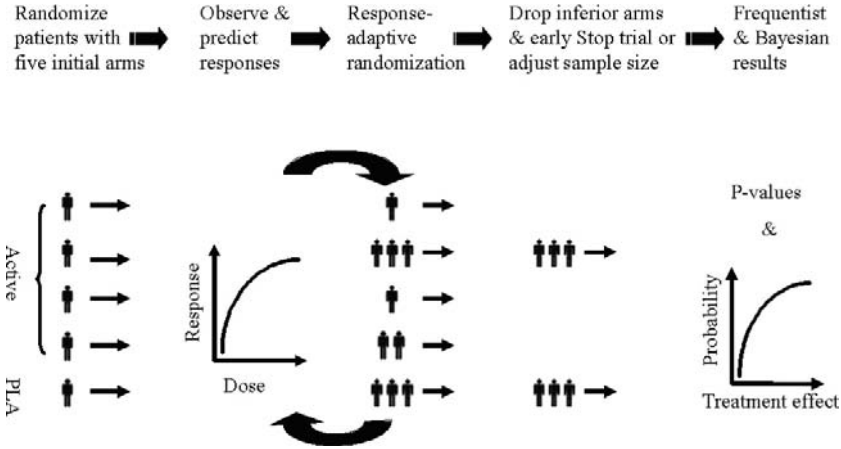 Randomize
patients with
five initial arms
Observe &
predict
responses
Response-
adaptive
randomization
Drop inferior arms
& early Stop trial or
adjust sample size
Frequentist
& Bayesian
results
Active
PLA
Response
Dose
P-values
&
Probability
Treatment effect